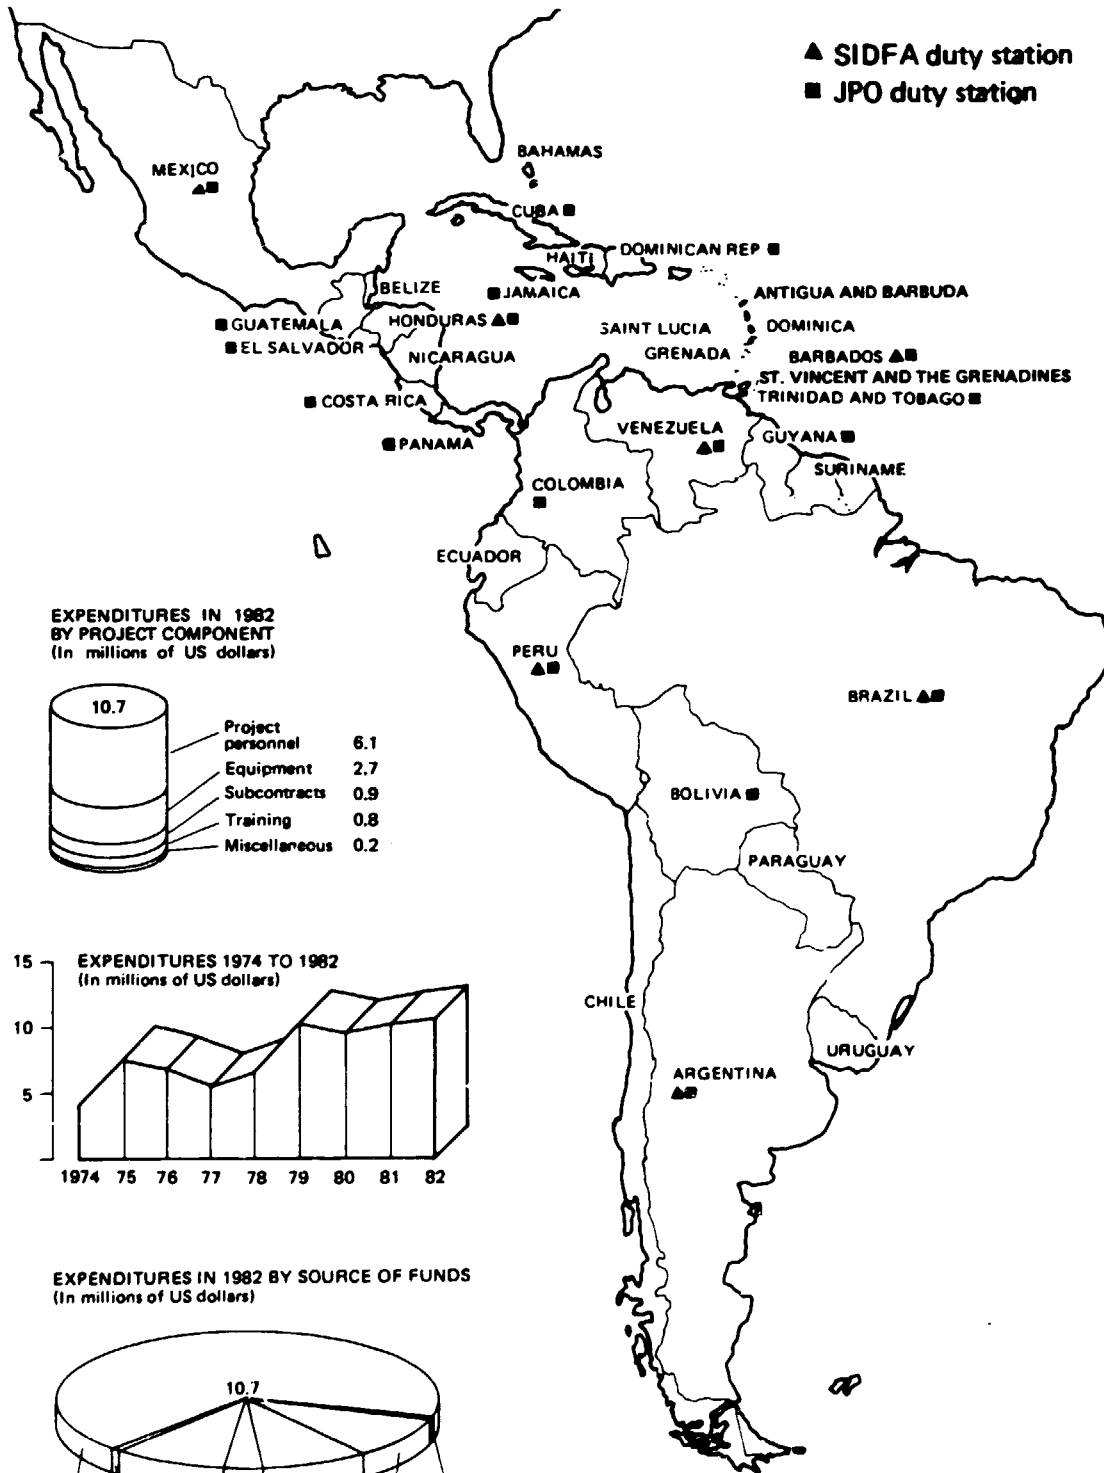 ▲ SIDFA duty station
■ JPO duty station
BAHAMAS
MEXICO
CUBA
HAITI
DOMINICAN REP
BELIZE
JAMAICA
ANTIGUA AND BARBUDA
GUATEMALA
HONDURAS
SAINT LUCIA
DOMINICA
EL SALVADOR
NICARAGUA
GRENADA
BARBADOS
ST. VINCENT AND THE GRENADINES
COSTA RICA
TRINIDAD AND TOBAGO
PANAMA
VENEZUELA
GUYANA
SURINAME
COLOMBIA
ECUADOR
PERU
BRAZIL
BOLIVIA
PARAGUAY
CHILE
URUGUAY
ARGENTINA
EXPENDITURES IN 1982
BY PROJECT COMPONENT
(In millions of US dollars)
10.7
Project
personnel 6.1
Equipment 2.7
Subcontracts 0.9
Training 0.8
Miscellaneous 0.2
EXPENDITURES 1974 TO 1982
(In millions of US dollars)
15
10
5
1974 75 76 77 78 79 80 81 82
EXPENDITURES IN 1982 BY SOURCE OF FUNDS
(In millions of US dollars)
10.7